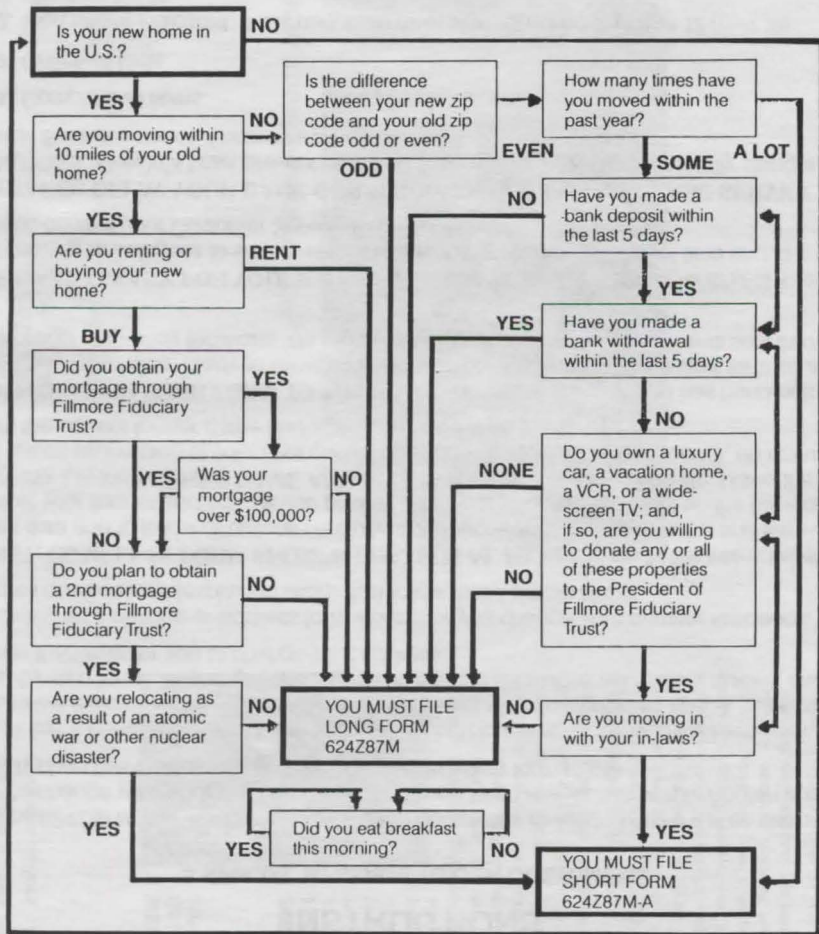 Is your new home in
the U.S.?
NO
YES
Are you moving within
10 miles of your old
home?
NO
YES
Is the difference
between your new zip
code and your old zip
code odd or even?
ODD
EVEN
How many times have
you moved within the
past year?
SOME
A LOT
Are you renting or
buying your new
home?
RENT
BUY
Have you made a
bank deposit within
the last 5 days?
NO
YES
Did you obtain your
mortgage through
Fillmore Fiduciary
Trust?
YES
NO
Have you made a
bank withdrawal
within the last 5 days?
YES
NO
Was your
mortgage
over $100,000?
YES
NO
Do you own a luxury
car, a vacation home,
a VCR, or a wide-
screen TV; and,
if so, are you willing
to donate any or all
of these properties
to the President of
Fillmore Fiduciary
Trust?
NONE
NO
YES
Do you plan to obtain
a 2nd mortgage
through Fillmore
Fiduciary Trust?
NO
YES
Are you relocating as
a result of an atomic
war or other nuclear
disaster?
NO
YES
YOU MUST FILE
LONG FORM
624Z87M
Are you moving in
with your in-laws?
NO
YES
Did you eat breakfast
this morning?
YES
NO
YOU MUST FILE
SHORT FORM
624Z87M-A